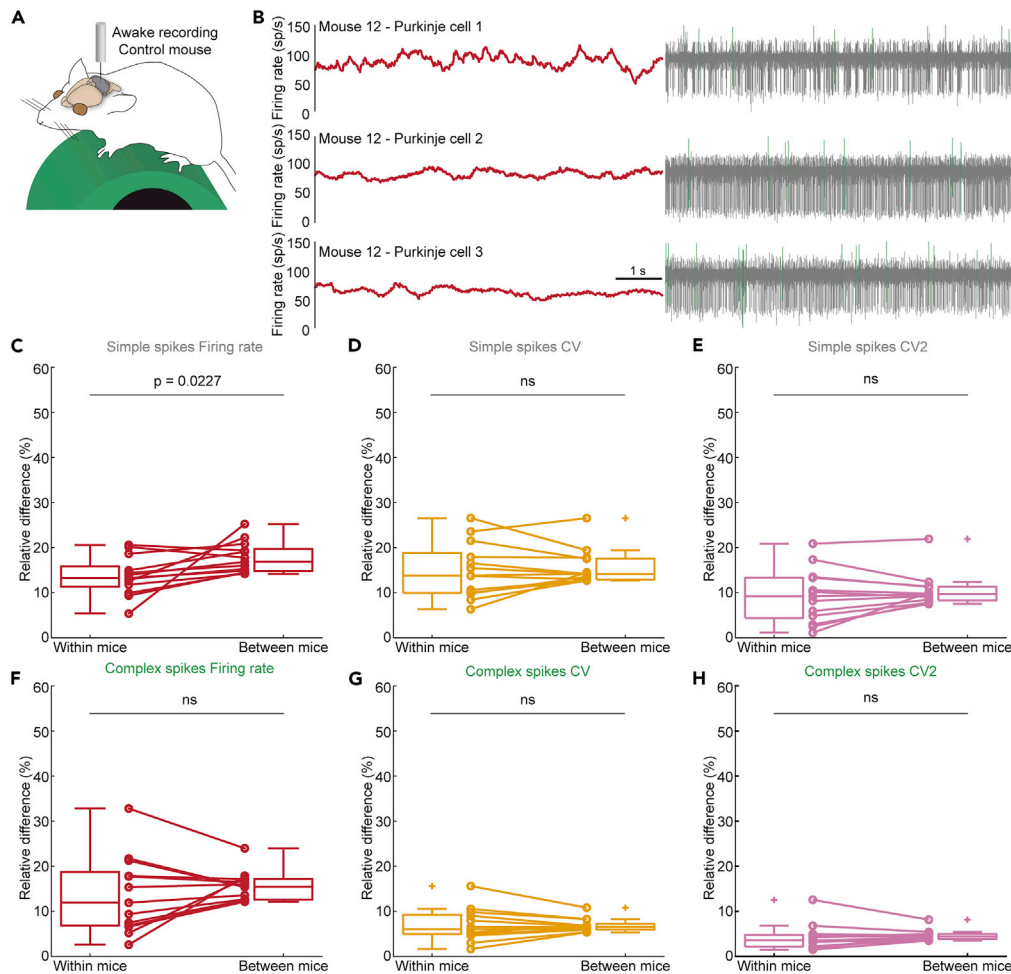 A
Awake recording
Control mouse
B
Mouse 12 - Purkinje cell 1
Firing rate (sp/s)
150
100
50
0
Mouse 12 - Purkinje cell 2
Firing rate (sp/s)
150
100
50
0
Mouse 12 - Purkinje cell 3
Firing rate (sp/s)
150
100
50
0
1 s
C
Simple spikes Firing rate
p = 0.0227
Relative difference (%)
60
50
40
30
20
10
0
Within mice
Between mice
D
Simple spikes CV
ns
Relative difference (%)
60
50
40
30
20
10
0
Within mice
Between mice
E
Simple spikes CV2
ns
Relative difference (%)
60
50
40
30
20
10
0
Within mice
Between mice
F
Complex spikes Firing rate
ns
Relative difference (%)
60
50
40
30
20
10
0
Within mice
Between mice
G
Complex spikes CV
ns
Relative difference (%)
60
50
40
30
20
10
0
Within mice
Between mice
H
Complex spikes CV2
ns
Relative difference (%)
60
50
40
30
20
10
0
Within mice
Between mice